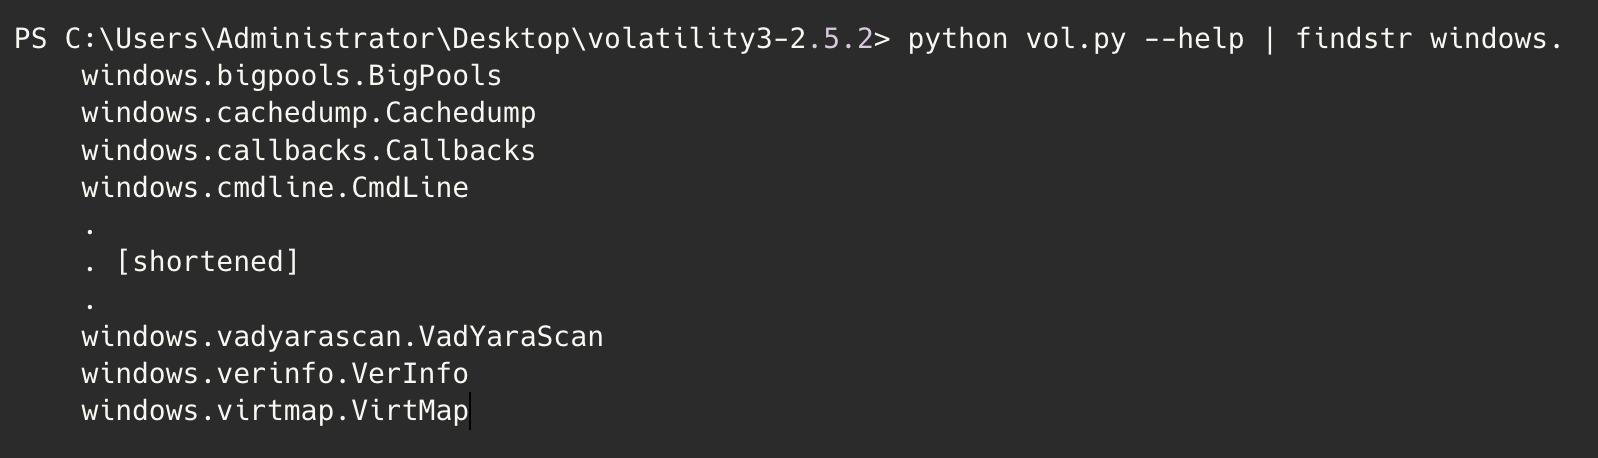 PS C:\Users\Administrator\Desktop\volatility3-2.5.2> python vol.py --help | findstr windows.
windows.bigpools.BigPools
windows.cachedump.Cachedump
windows.callbacks.Callbacks
windows.cmdline.CmdLine
.
. [shortened]
.
windows.vadyarascan.VadYaraScan
windows.verinfo.VerInfo
windows.virtmap.VirtMap